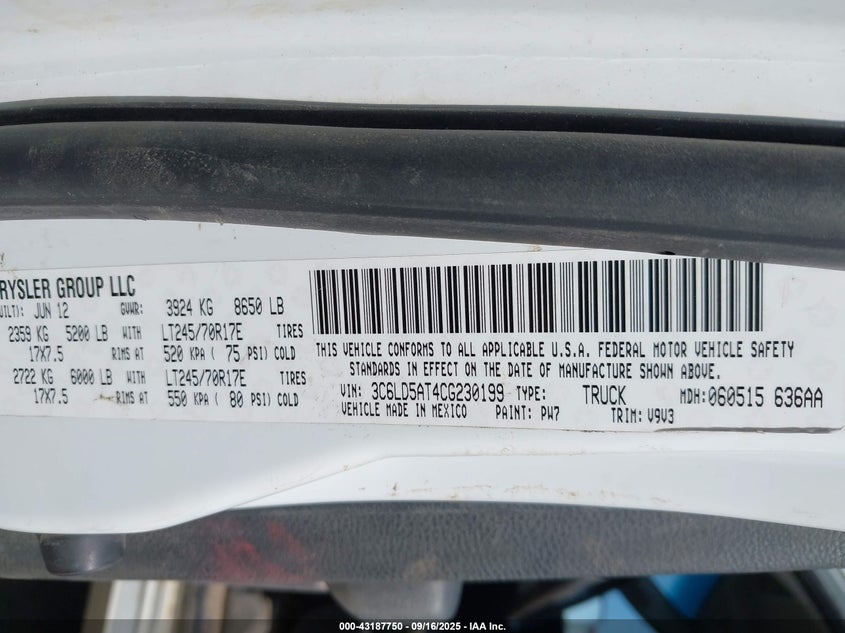 RYSLER GROUP LLC
UILT): JUN 12 GVWR: 3924 KG 8650 LB
2359 KG 5200 LB WITH LT245/70R17E TIRES
17X7.5 RIMS AT 520 KPA ( 75 PSI) COLD
2722 KG 6000 LB WITH LT245/70R17E TIRES
17X7.5 RIMS AT 550 KPA ( 80 PSI) COLD
THIS VEHICLE CONFORMS TO ALL APPLICABLE U.S.A. FEDERAL MOTOR VEHICLE SAFETY
STANDARDS IN EFFECT ON THE DATE OF MANUFACTURE SHOWN ABOVE.
VIN: 3C6LD5AT4CG230199 TYPE: TRUCK MDH: 060515 636AA
VEHICLE MADE IN MEXICO PAINT: PW7 TRIM: V9V3
000-43187750 - 09/16/2025 - IAA Inc.